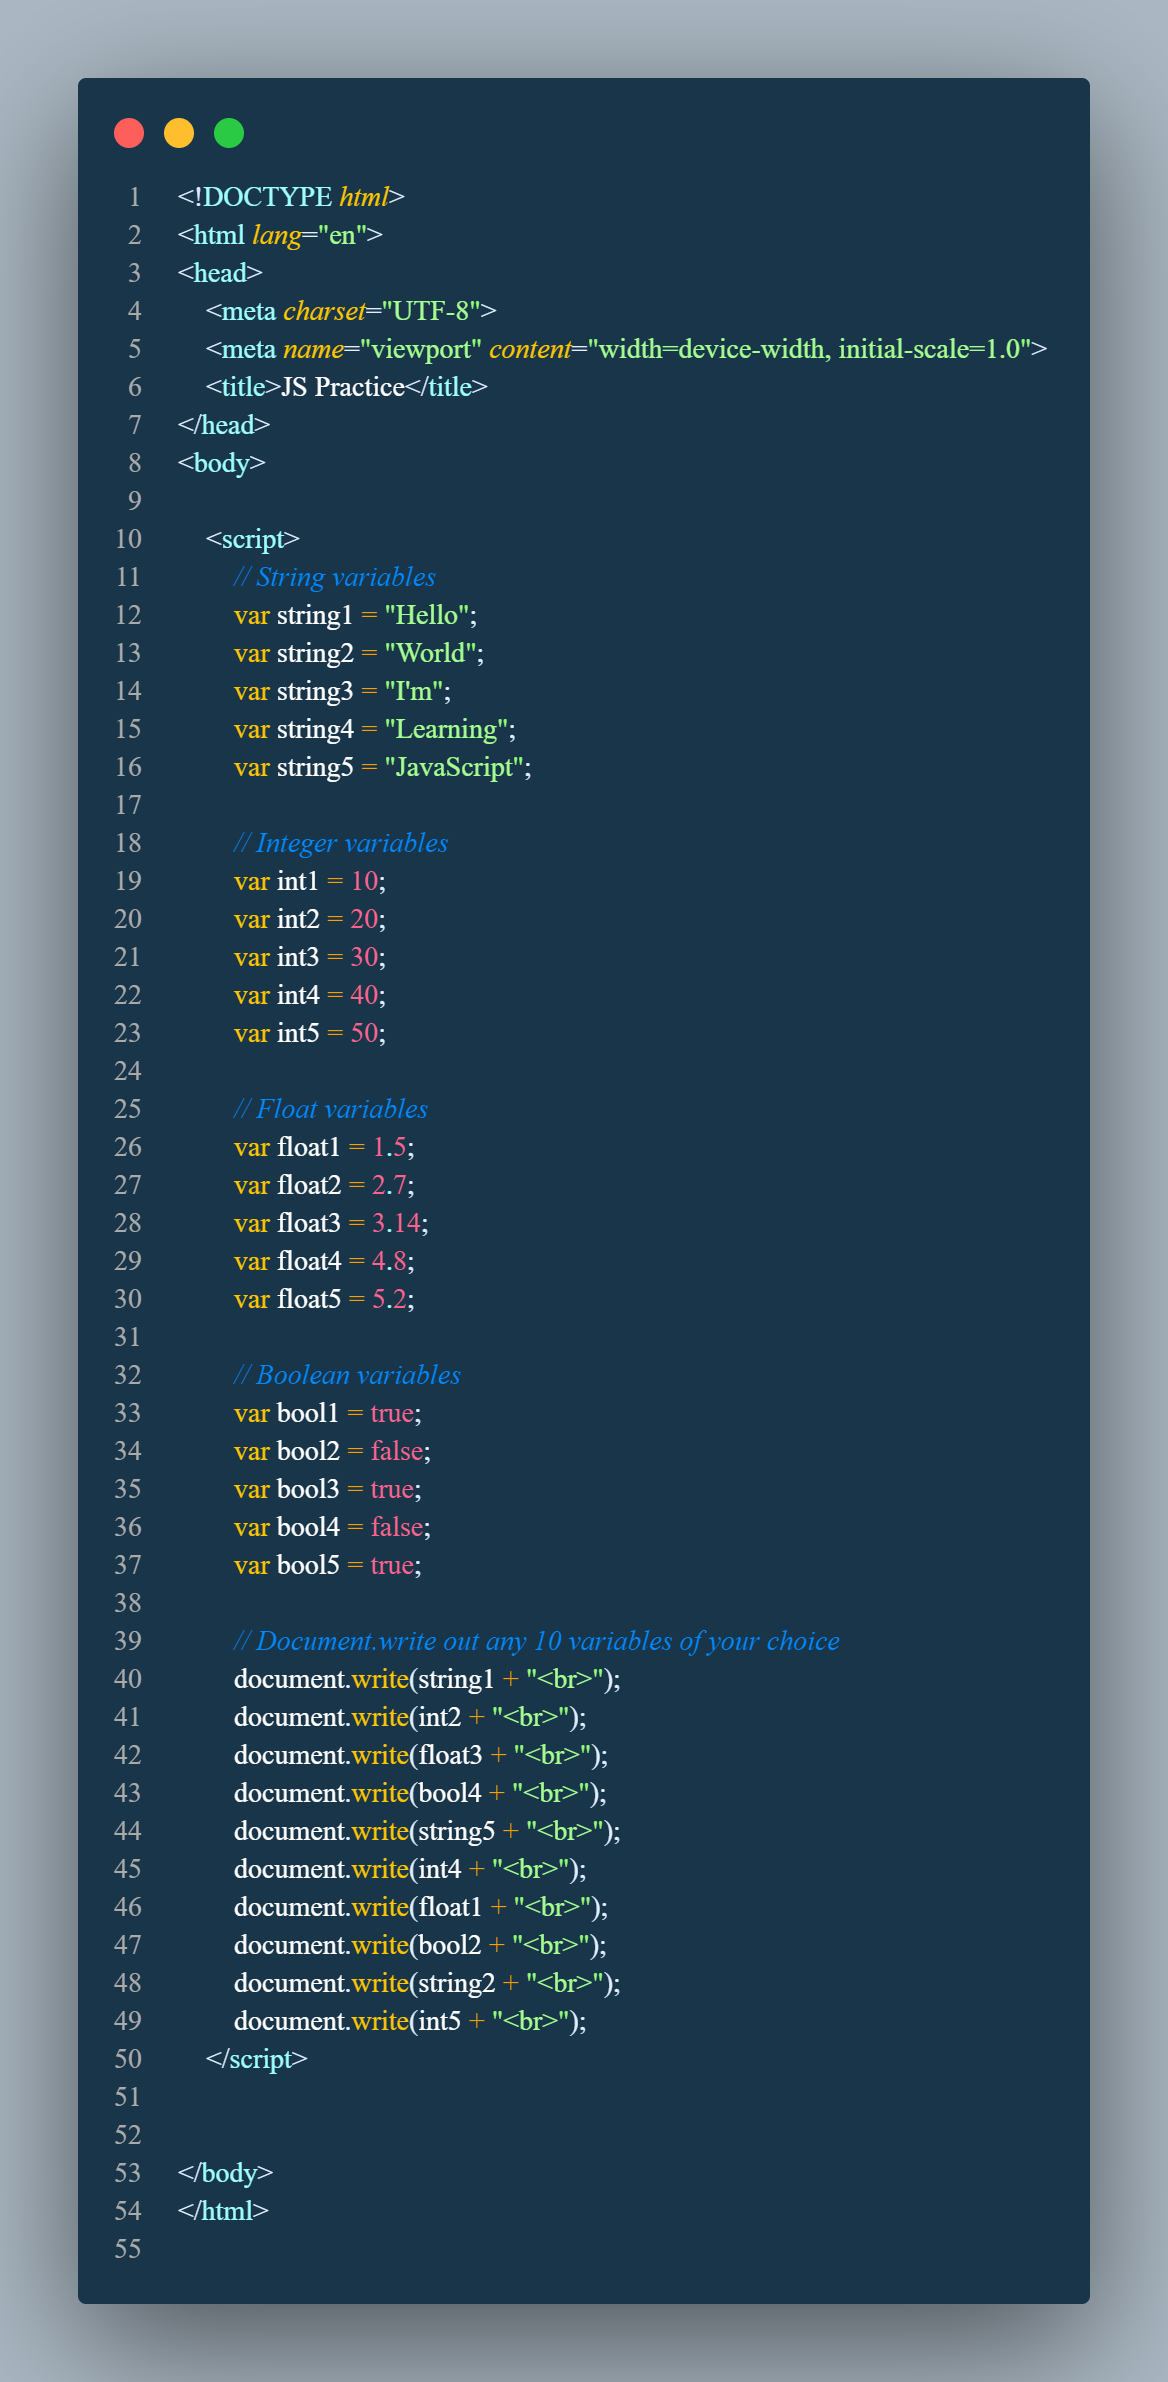 1 <!DOCTYPE html>
2 <html lang="en">
3 <head>
4     <meta charset="UTF-8">
5     <meta name="viewport" content="width=device-width, initial-scale=1.0">
6     <title>JS Practice</title>
7 </head>
8 <body>
9
10     <script>
11         // String variables
12         var string1 = "Hello";
13         var string2 = "World";
14         var string3 = "I'm";
15         var string4 = "Learning";
16         var string5 = "JavaScript";
17
18         // Integer variables
19         var int1 = 10;
20         var int2 = 20;
21         var int3 = 30;
22         var int4 = 40;
23         var int5 = 50;
24
25         // Float variables
26         var float1 = 1.5;
27         var float2 = 2.7;
28         var float3 = 3.14;
29         var float4 = 4.8;
30         var float5 = 5.2;
31
32         // Boolean variables
33         var bool1 = true;
34         var bool2 = false;
35         var bool3 = true;
36         var bool4 = false;
37         var bool5 = true;
38
39         // Document.write out any 10 variables of your choice
40         document.write(string1 + "<br>");
41         document.write(int2 + "<br>");
42         document.write(float3 + "<br>");
43         document.write(bool4 + "<br>");
44         document.write(string5 + "<br>");
45         document.write(int4 + "<br>");
46         document.write(float1 + "<br>");
47         document.write(bool2 + "<br>");
48         document.write(string2 + "<br>");
49         document.write(int5 + "<br>");
50     </script>
51
52
53 </body>
54 </html>
55